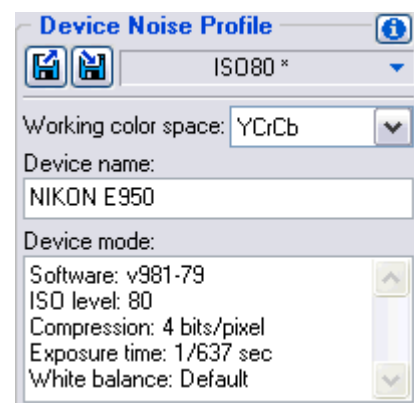 Device Noise Profile
ISO80 *
Working color space: YCrCb
Device name:
NIKON E950
Device mode:
Software: v981-79
ISO level: 80
Compression: 4 bits/pixel
Exposure time: 1/637 sec
White balance: Default